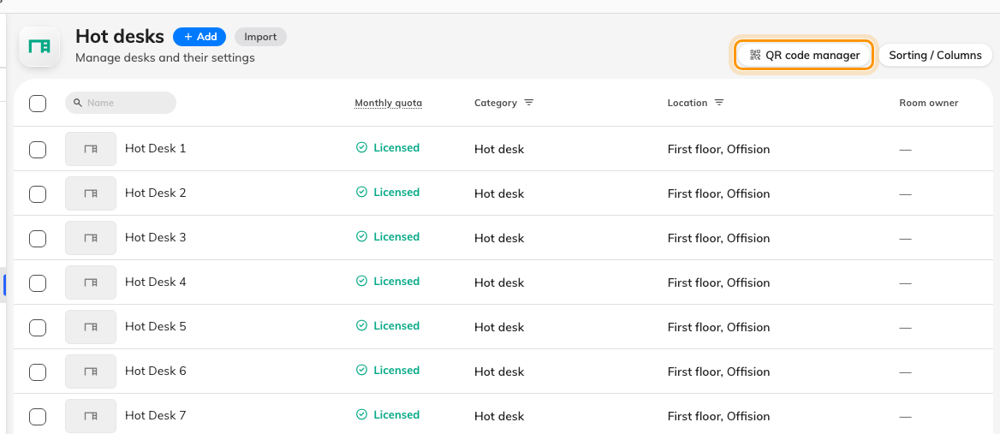 Hot desks + Add Import
Manage desks and their settings
QR code manager Sorting / Columns
Name Monthly quota Category Location Room owner
Hot Desk 1 Licensed Hot desk First floor, Offision —
Hot Desk 2 Licensed Hot desk First floor, Offision —
Hot Desk 3 Licensed Hot desk First floor, Offision —
Hot Desk 4 Licensed Hot desk First floor, Offision —
Hot Desk 5 Licensed Hot desk First floor, Offision —
Hot Desk 6 Licensed Hot desk First floor, Offision —
Hot Desk 7 Licensed Hot desk First floor, Offision —